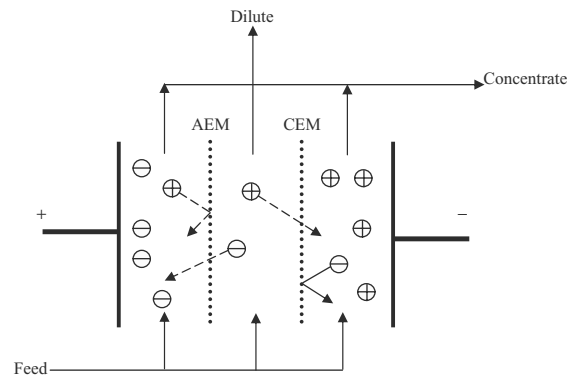 Dilute
Concentrate
AEM CEM
+ −
Feed